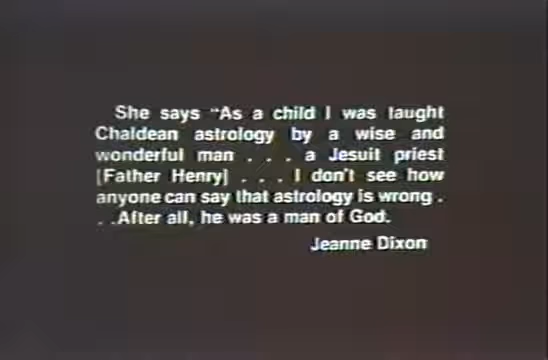 She says "As a child I was taught
Chaldean astrology by a wise and
wonderful man . . . a Jesuit priest
[Father Henry] . . . I don't see how
anyone can say that astrology is wrong .
. .After all, he was a man of God.
Jeanne Dixon